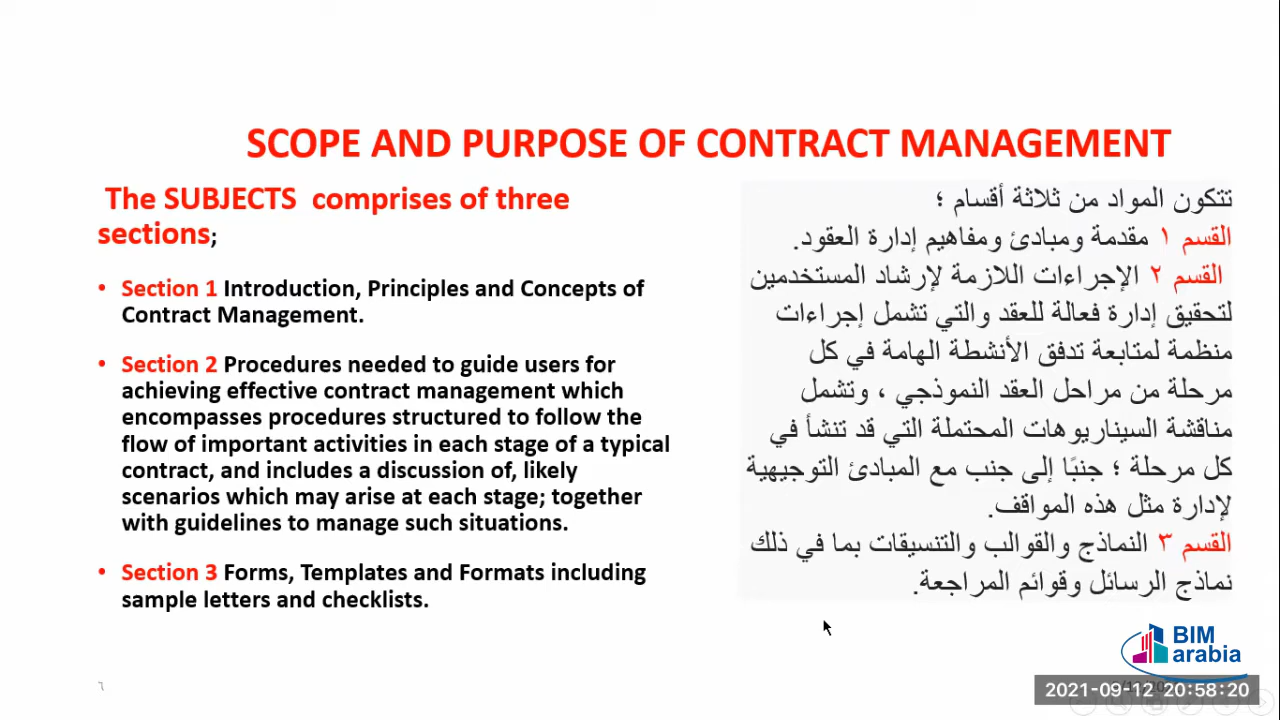 SCOPE AND PURPOSE OF CONTRACT MANAGEMENT
The SUBJECTS comprises of three
sections;
• Section 1 Introduction, Principles and Concepts of
Contract Management.
• Section 2 Procedures needed to guide users for
achieving effective contract management which
encompasses procedures structured to follow the
flow of important activities in each stage of a typical
contract, and includes a discussion of, likely
scenarios which may arise at each stage; together
with guidelines to manage such situations.
• Section 3 Forms, Templates and Formats including
sample letters and checklists.
تتكون المواد من ثلاثة أقسام ؛
القسم ١ مقدمة ومبادئ ومفاهيم إدارة العقود.
القسم ٢ الإجراءات اللازمة لإرشاد المستخدمين
لتحقيق إدارة فعالة للعقد والتي تشمل إجراءات
منظمة لمتابعة تدفق الأنشطة الهامة في كل
مرحلة من مراحل العقد النموذجي ، وتشمل
مناقشة السيناريوهات المحتملة التي قد تنشأ في
كل مرحلة ؛ جنبًا إلى جنب مع المبادئ التوجيهية
لإدارة مثل هذه المواقف.
القسم ٣ النماذج والقوالب والتنسيقات بما في ذلك
نماذج الرسائل وقوائم المراجعة.
BIM
arabia
٦
2021-09-12 20:58:20